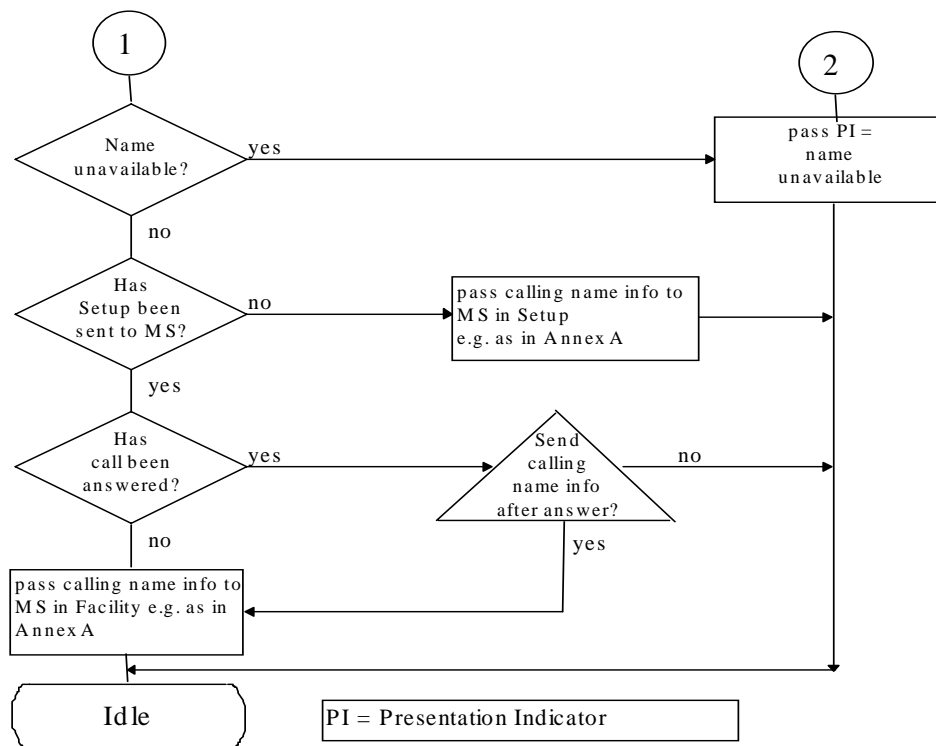 1
2
Name
unavailable?
yes
pass PI =
name
unavailable
no
Has
Setup been
sent to MS?
no
pass calling name info to
MS in Setup
e.g. as in Annex A
yes
Has
call been
answered?
yes
Send
calling
name info
after answer?
no
yes
no
pass calling name info to
MS in Facility e.g. as in
Annex A
Idle
PI = Presentation Indicator